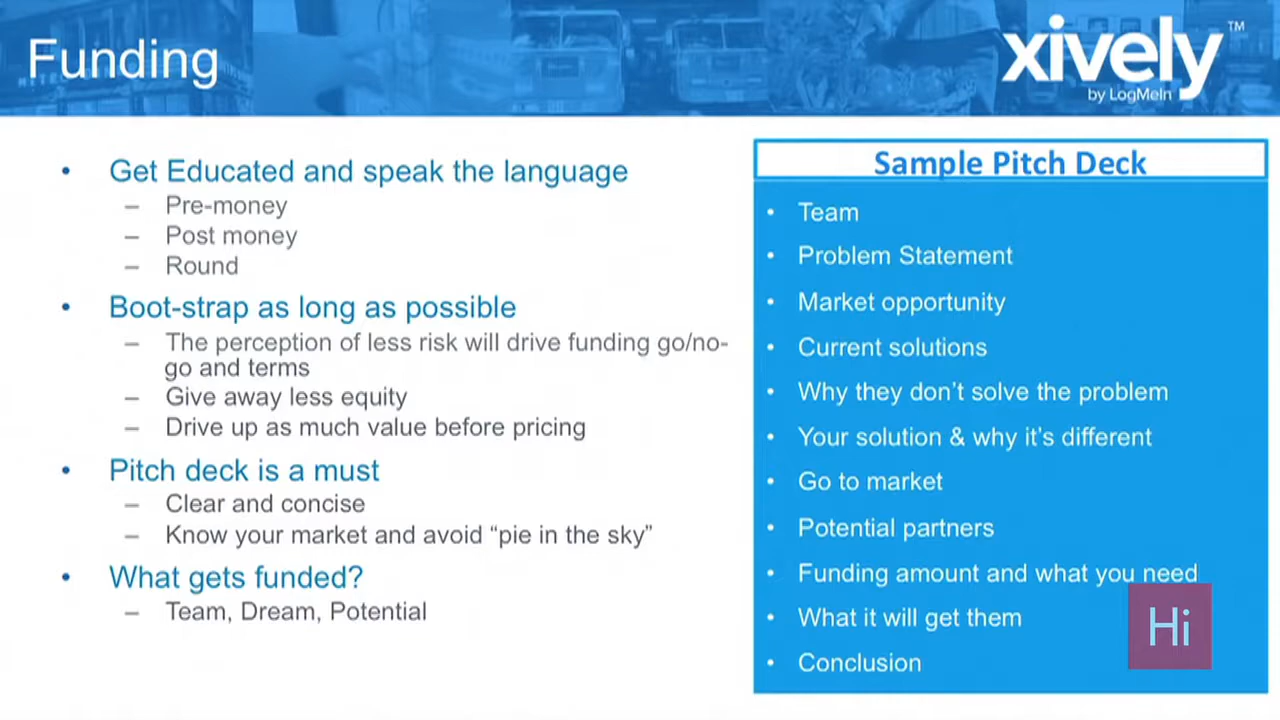 Funding
xively™
by LogMeIn
• Get Educated and speak the language
– Pre-money
– Post money
– Round
• Boot-strap as long as possible
– The perception of less risk will drive funding go/no-
go and terms
– Give away less equity
– Drive up as much value before pricing
• Pitch deck is a must
– Clear and concise
– Know your market and avoid “pie in the sky”
• What gets funded?
– Team, Dream, Potential
Sample Pitch Deck
• Team
• Problem Statement
• Market opportunity
• Current solutions
• Why they don’t solve the problem
• Your solution & why it’s different
• Go to market
• Potential partners
• Funding amount and what you need
• What it will get them
• Conclusion
Hi